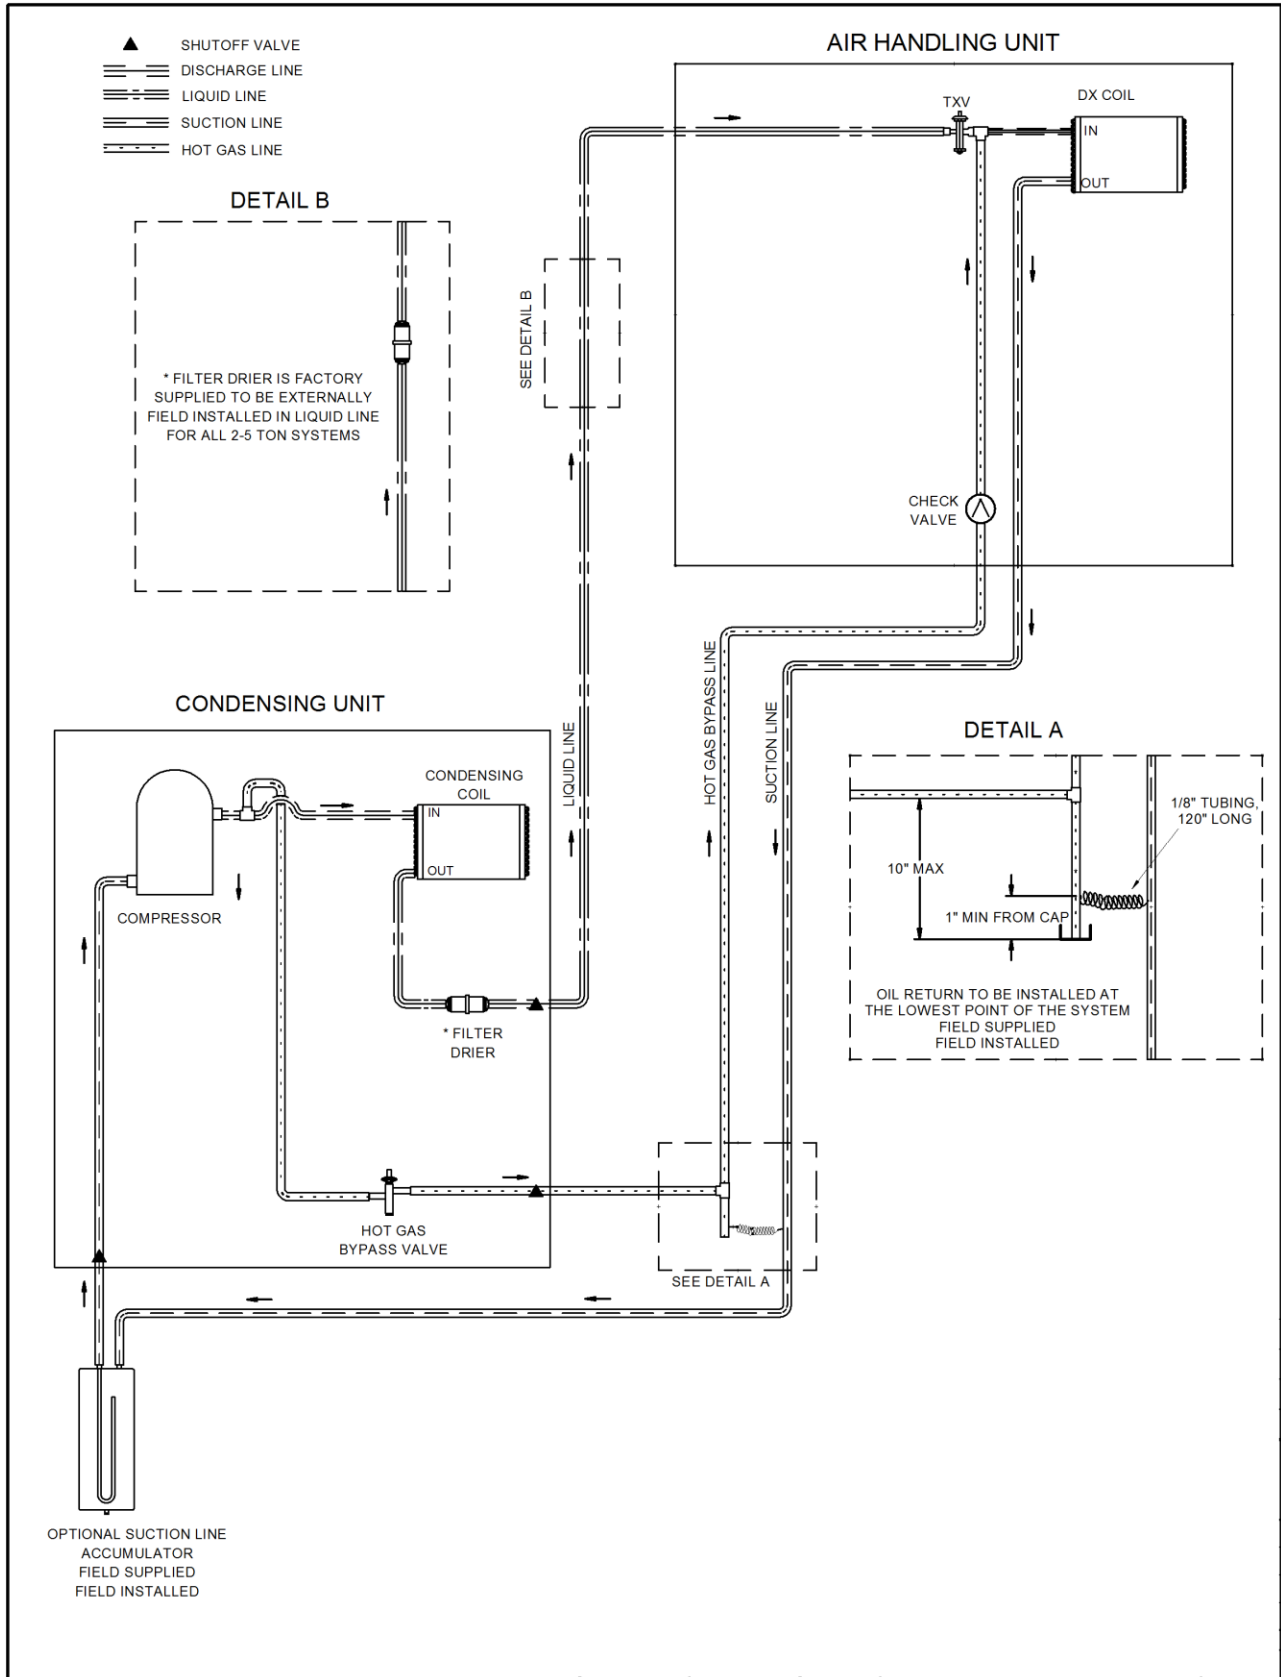 SHUTOFF VALVE
DISCHARGE LINE
LIQUID LINE
SUCTION LINE
HOT GAS LINE
AIR HANDLING UNIT
TXV
DX COIL
IN
OUT
CHECK
VALVE
DETAIL B
* FILTER DRIER IS FACTORY
SUPPLIED TO BE EXTERNALLY
FIELD INSTALLED IN LIQUID LINE
FOR ALL 2-5 TON SYSTEMS
SEE DETAIL B
LIQUID LINE
HOT GAS BYPASS LINE
SUCTION LINE
CONDENSING UNIT
CONDENSING
COIL
IN
OUT
COMPRESSOR
* FILTER
DRIER
HOT GAS
BYPASS VALVE
DETAIL A
1/8" TUBING,
120" LONG
10" MAX
1" MIN FROM CAP
OIL RETURN TO BE INSTALLED AT
THE LOWEST POINT OF THE SYSTEM
FIELD SUPPLIED
FIELD INSTALLED
SEE DETAIL A
OPTIONAL SUCTION LINE
ACCUMULATOR
FIELD SUPPLIED
FIELD INSTALLED